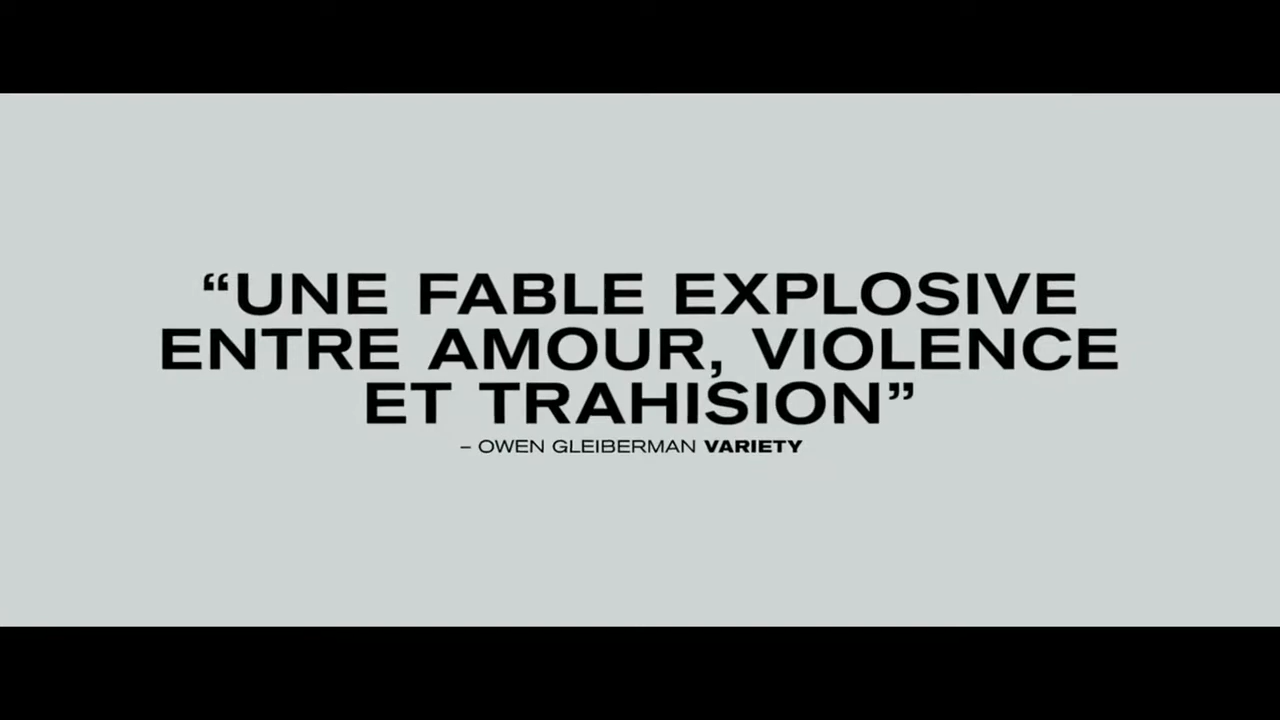 “UNE FABLE EXPLOSIVE
ENTRE AMOUR, VIOLENCE
ET TRAHISION”
– OWEN GLEIBERMAN VARIETY